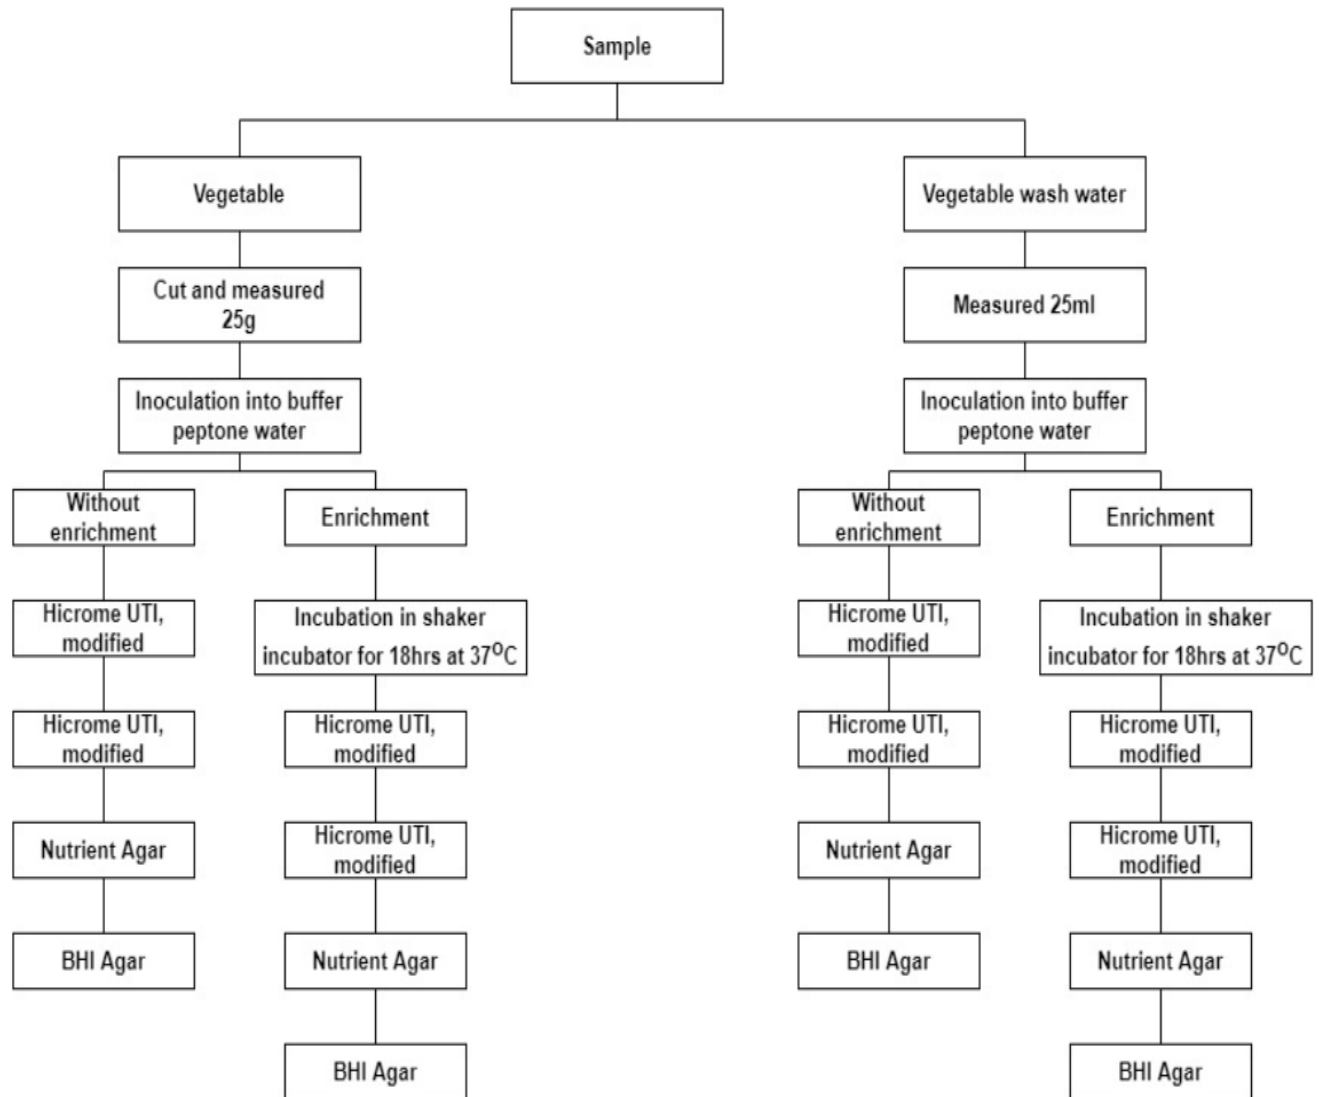 Sample
Vegetable
Vegetable wash water
Cut and measured
25g
Measured 25ml
Inoculation into buffer
peptone water
Inoculation into buffer
peptone water
Without
enrichment
Enrichment
Without
enrichment
Enrichment
Hicrome UTI,
modified
Incubation in shaker
incubator for 18hrs at 37⁰C
Hicrome UTI,
modified
Incubation in shaker
incubator for 18hrs at 37⁰C
Hicrome UTI,
modified
Hicrome UTI,
modified
Hicrome UTI,
modified
Hicrome UTI,
modified
Nutrient Agar
Hicrome UTI,
modified
Nutrient Agar
Hicrome UTI,
modified
BHI Agar
Nutrient Agar
BHI Agar
Nutrient Agar
BHI Agar
BHI Agar